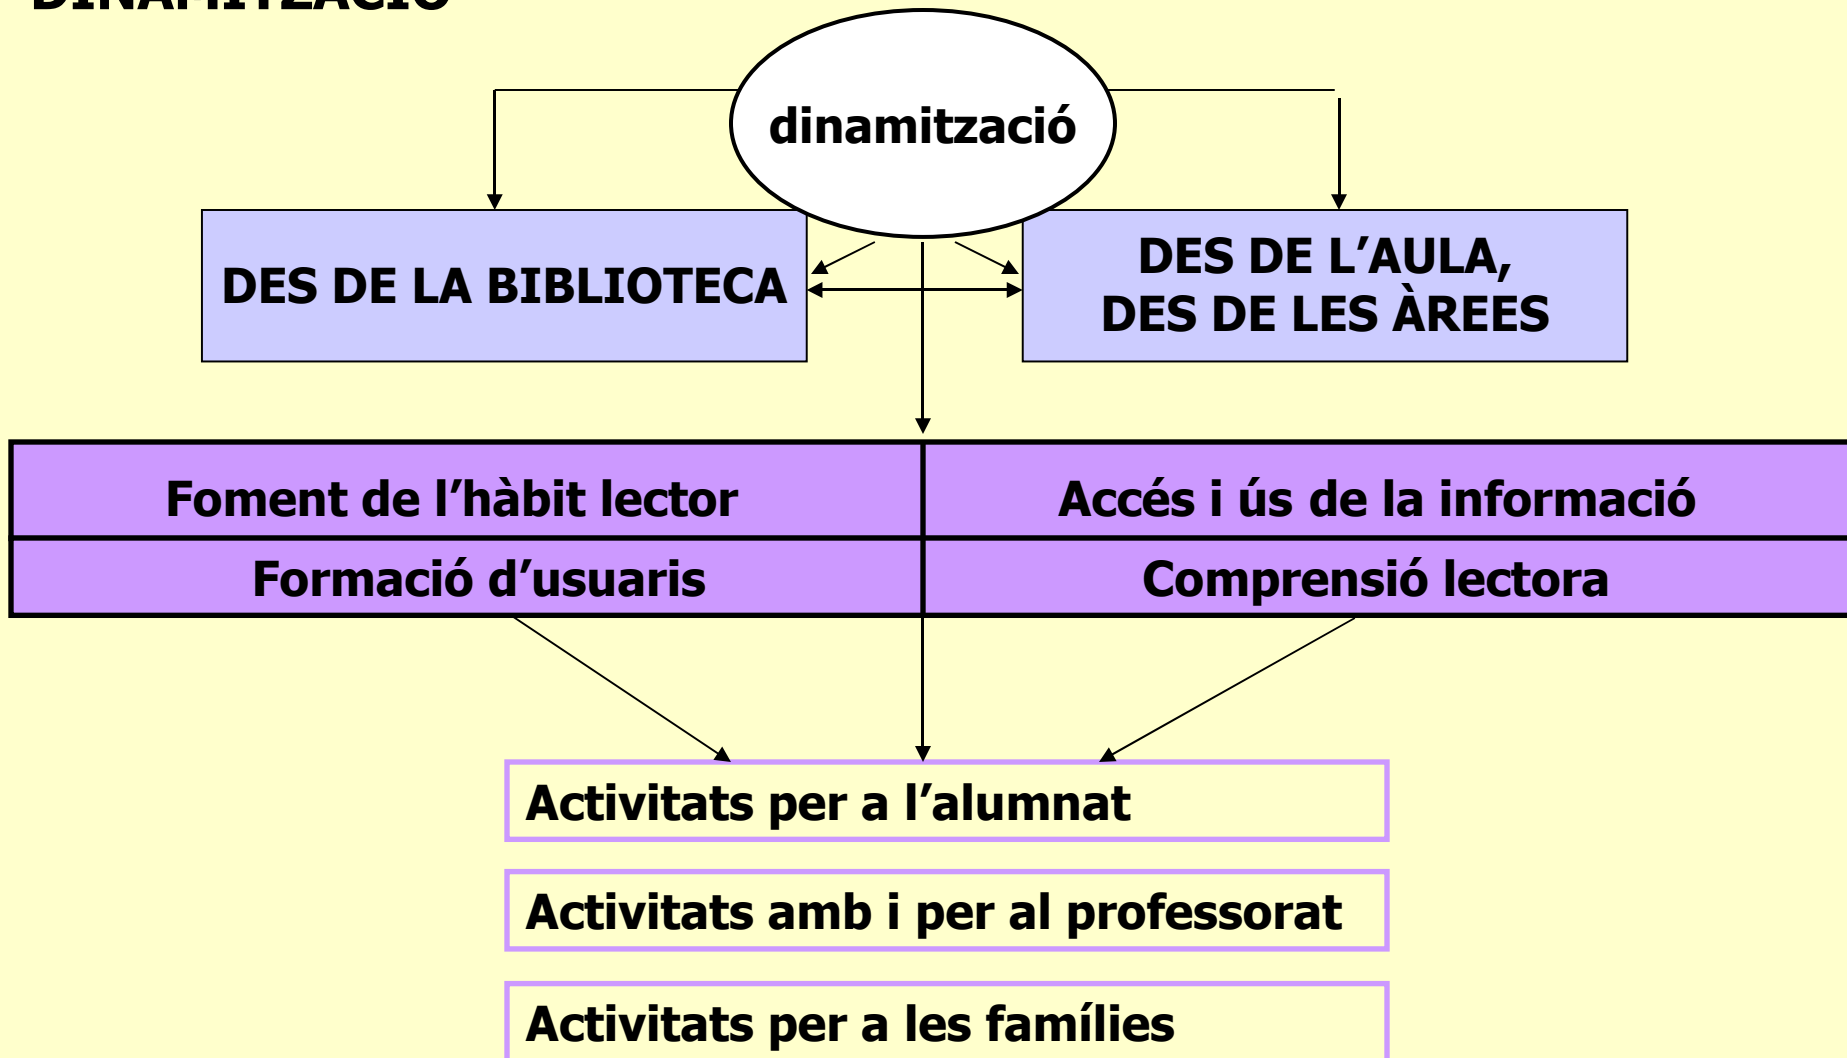 DINAMITZACIÓ
dinamització
DES DE LA BIBLIOTECA
DES DE L’AULA,
DES DE LES ÀREES
Foment de l’hàbit lector
Accés i ús de la informació
Formació d’usuaris
Comprensió lectora
Activitats per a l’alumnat
Activitats amb i per al professorat
Activitats per a les famílies